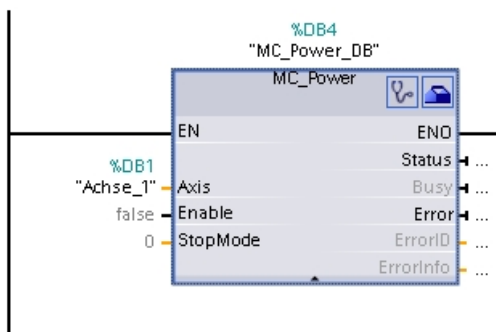 %DB4
"MC_Power_DB"
MC_Power
EN ENO
Status ...
%DB1
"Achse_1" Axis Busy ...
false Enable Error ...
0 StopMode ErrorID ...
ErrorInfo ...